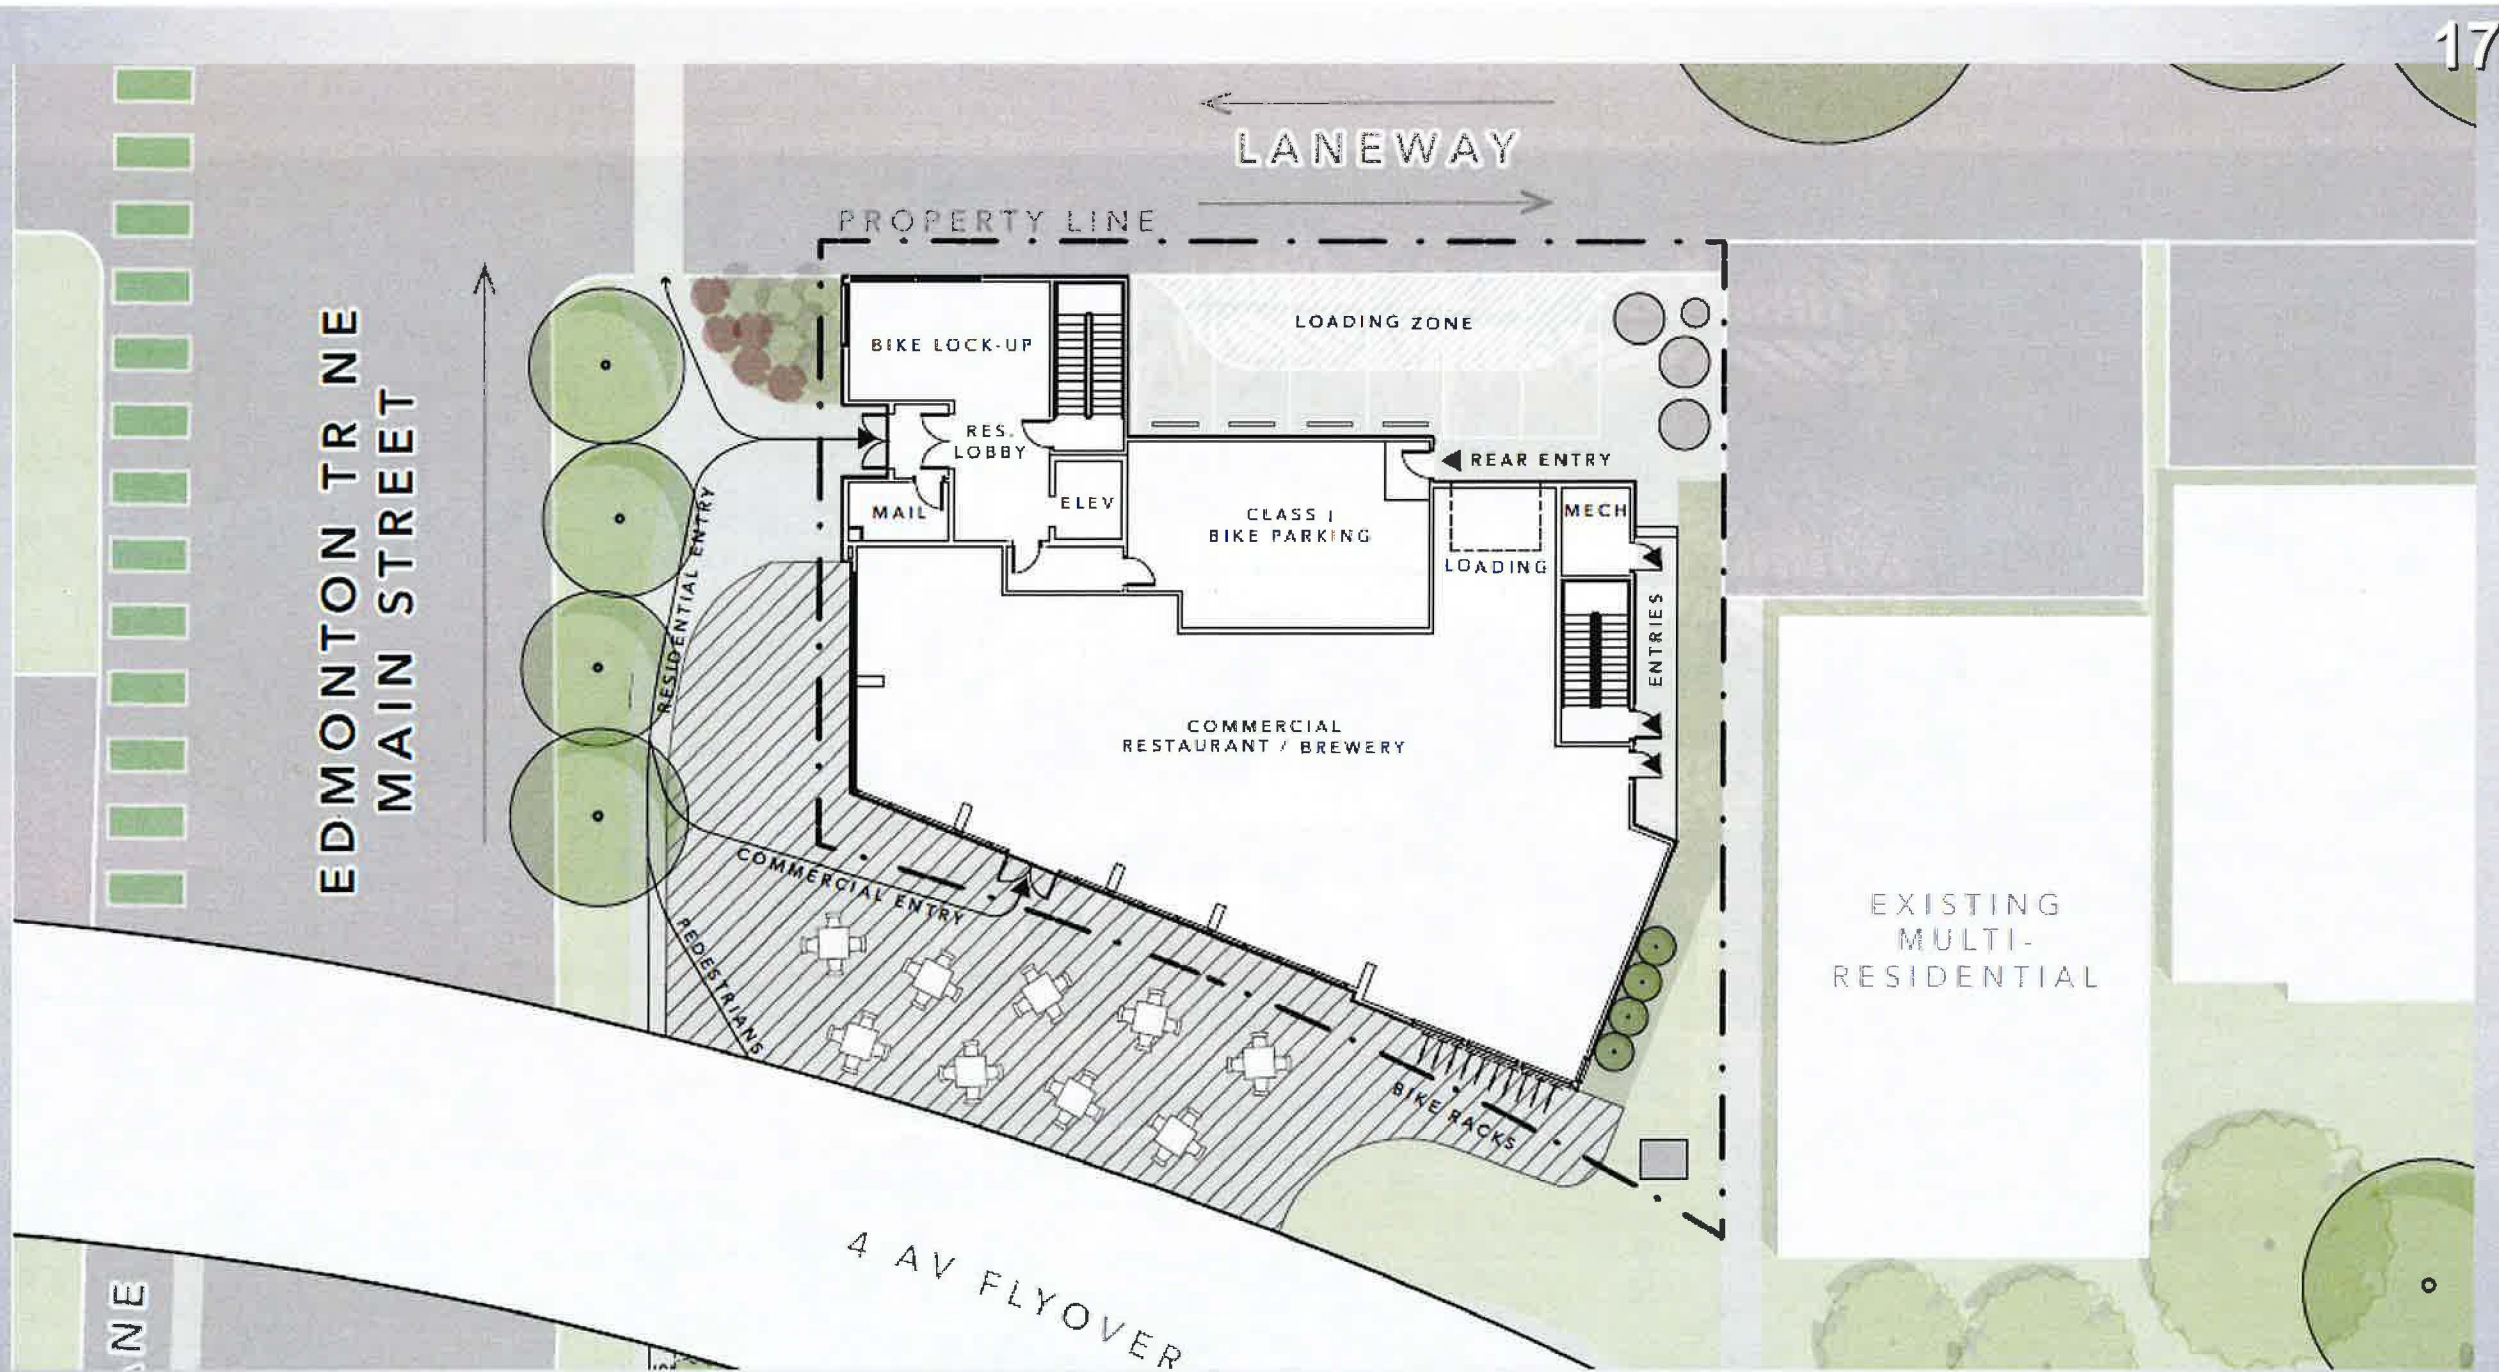 17
LANEWAY
PROPERTY LINE
EDMONTON TR NE
MAIN STREET
BIKE LOCK-UP
LOADING ZONE
RES.
LOBBY
REAR ENTRY
MAIL
ELEV
CLASS 1
BIKE PARKING
MECH
LOADING
RESIDENTIAL ENTRY
ENTRIES
COMMERCIAL
RESTAURANT / BREWERY
COMMERCIAL ENTRY
PEDESTRIANS
BIKE RACKS
EXISTING
MULTI-
RESIDENTIAL
4 AV FLYOVER